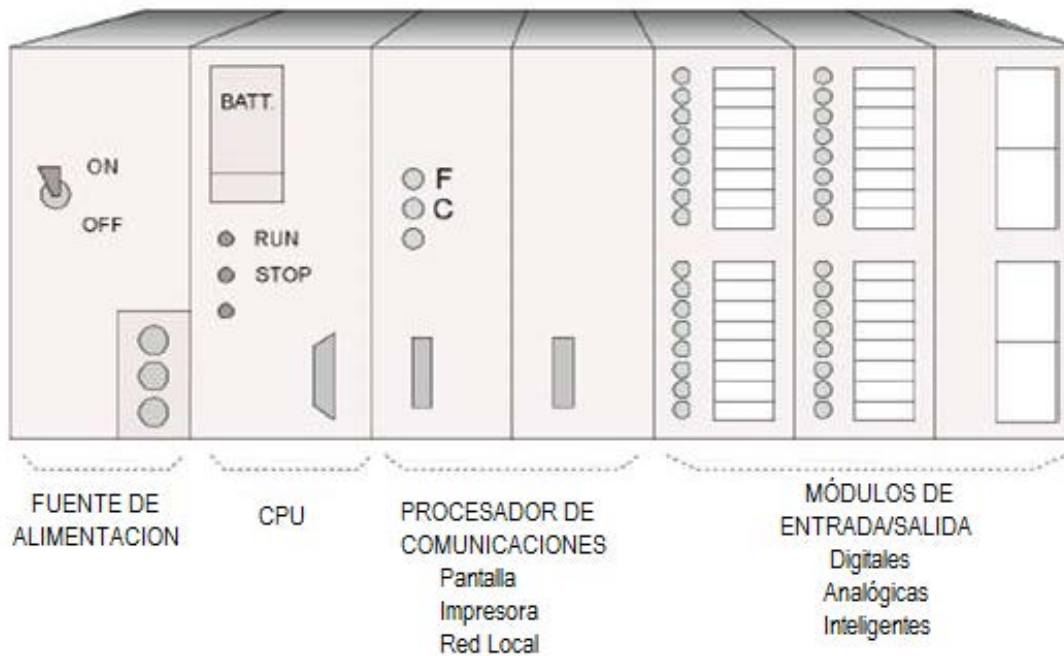 ON
OFF
BATT.
RUN
STOP
F
C
FUENTE DE
ALIMENTACION
CPU
PROCESADOR DE
COMUNICACIONES
Pantalla
Impresora
Red Local
MÓDULOS DE
ENTRADA/SALIDA
Digitales
Analógicas
Inteligentes